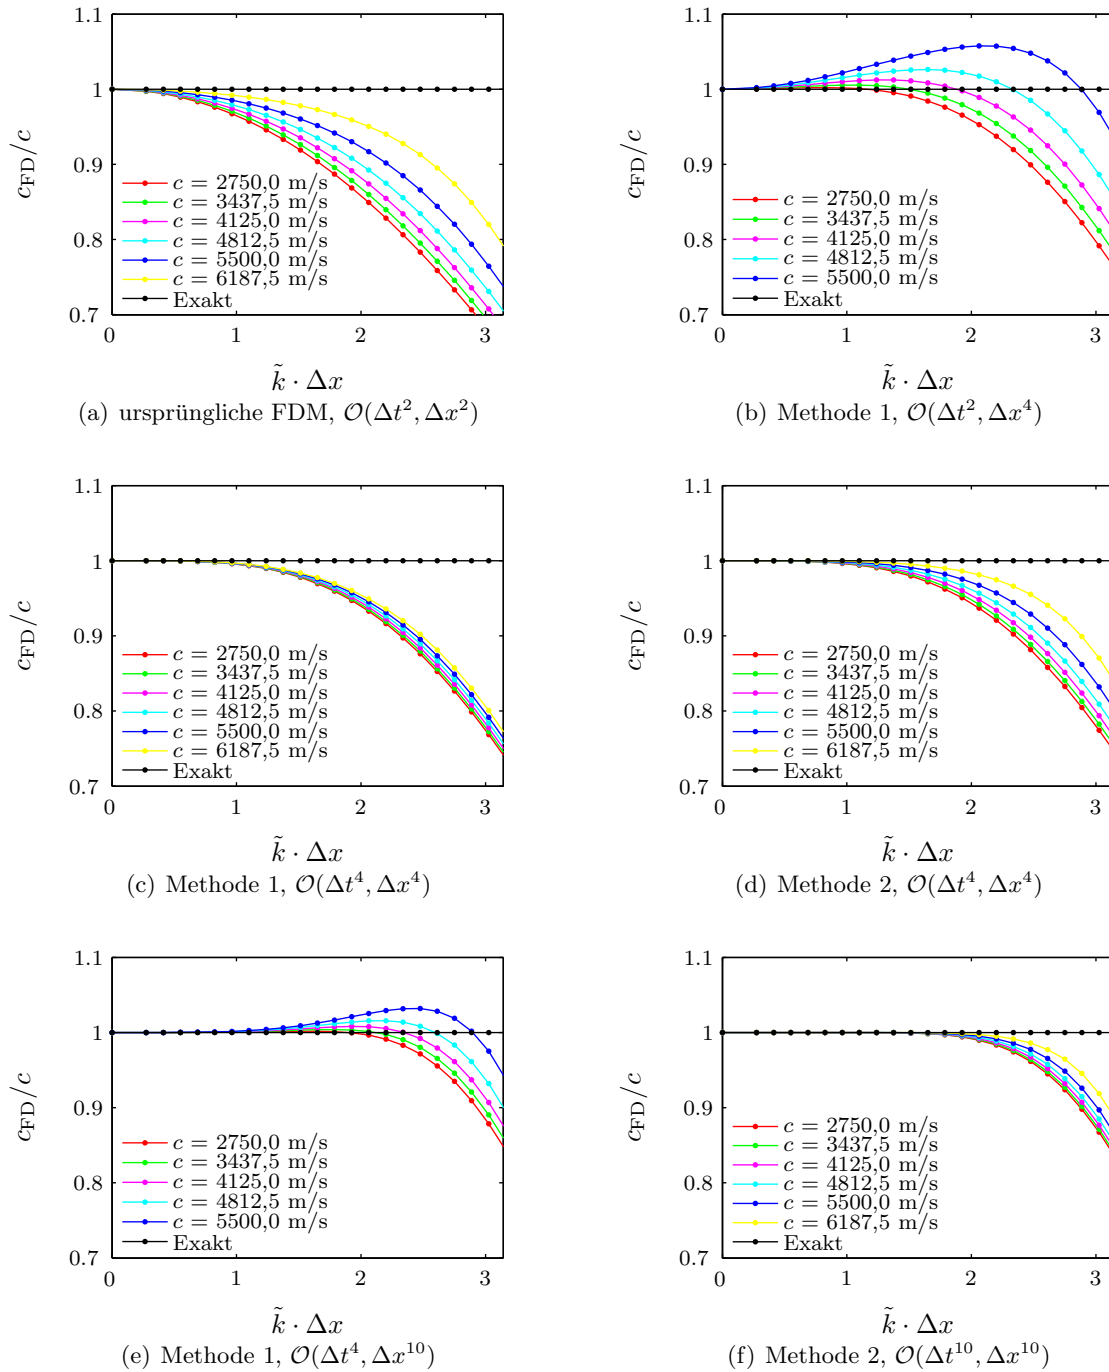 1.1
1
0.9
0.8
0.7
c_FD/c
c = 2750,0 m/s
c = 3437,5 m/s
c = 4125,0 m/s
c = 4812,5 m/s
c = 5500,0 m/s
c = 6187,5 m/s
Exakt
0 1 2 3
k̃ · Δx
(a) ursprüngliche FDM, 𝒪(Δt², Δx²)
1.1
1
0.9
0.8
0.7
c_FD/c
c = 2750,0 m/s
c = 3437,5 m/s
c = 4125,0 m/s
c = 4812,5 m/s
c = 5500,0 m/s
Exakt
0 1 2 3
k̃ · Δx
(b) Methode 1, 𝒪(Δt², Δx⁴)
1.1
1
0.9
0.8
0.7
c_FD/c
c = 2750,0 m/s
c = 3437,5 m/s
c = 4125,0 m/s
c = 4812,5 m/s
c = 5500,0 m/s
c = 6187,5 m/s
Exakt
0 1 2 3
k̃ · Δx
(c) Methode 1, 𝒪(Δt⁴, Δx⁴)
1.1
1
0.9
0.8
0.7
c_FD/c
c = 2750,0 m/s
c = 3437,5 m/s
c = 4125,0 m/s
c = 4812,5 m/s
c = 5500,0 m/s
c = 6187,5 m/s
Exakt
0 1 2 3
k̃ · Δx
(d) Methode 2, 𝒪(Δt⁴, Δx⁴)
1.1
1
0.9
0.8
0.7
c_FD/c
c = 2750,0 m/s
c = 3437,5 m/s
c = 4125,0 m/s
c = 4812,5 m/s
c = 5500,0 m/s
Exakt
0 1 2 3
k̃ · Δx
(e) Methode 1, 𝒪(Δt⁴, Δx¹⁰)
1.1
1
0.9
0.8
0.7
c_FD/c
c = 2750,0 m/s
c = 3437,5 m/s
c = 4125,0 m/s
c = 4812,5 m/s
c = 5500,0 m/s
c = 6187,5 m/s
Exakt
0 1 2 3
k̃ · Δx
(f) Methode 2, 𝒪(Δt¹⁰, Δx¹⁰)